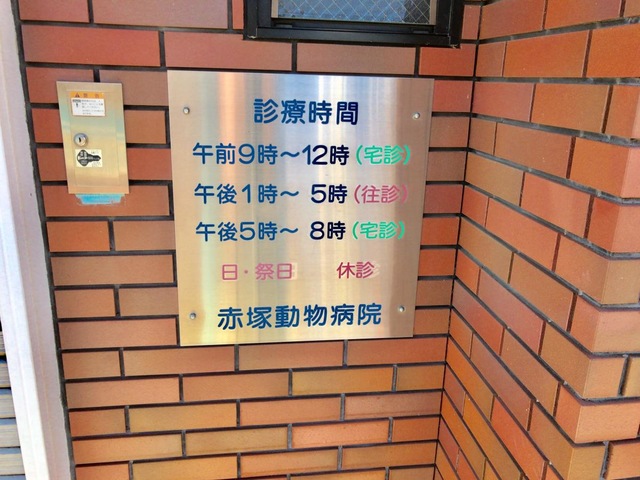 診療時間
午前9時～12時(宅診)
午後1時～ 5時(往診)
午後5時～ 8時(宅診)
日・祭日 休診
赤塚動物病院